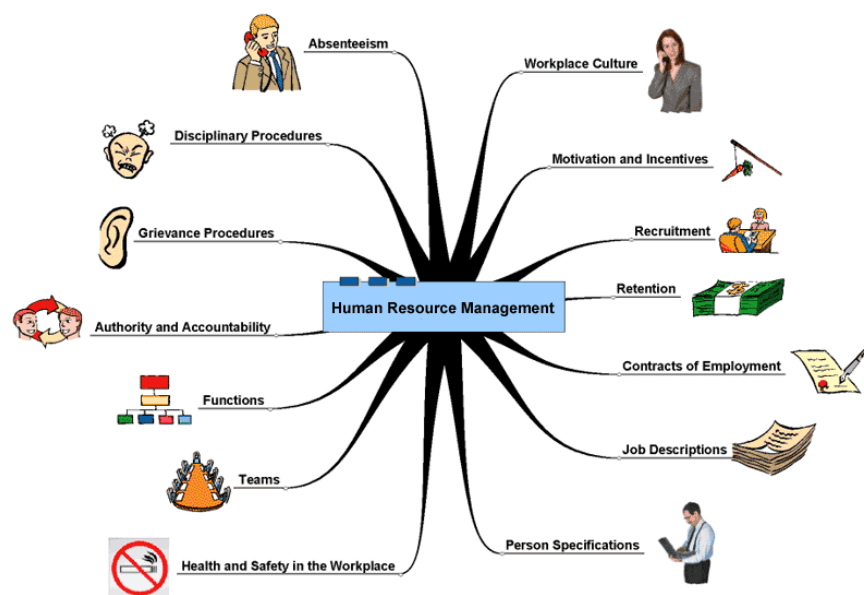 Absenteeism
Workplace Culture
Disciplinary Procedures
Motivation and Incentives
Grievance Procedures
Recruitment
Retention
Human Resource Management
Authority and Accountability
Contracts of Employment
Functions
Job Descriptions
Teams
Person Specifications
Health and Safety in the Workplace